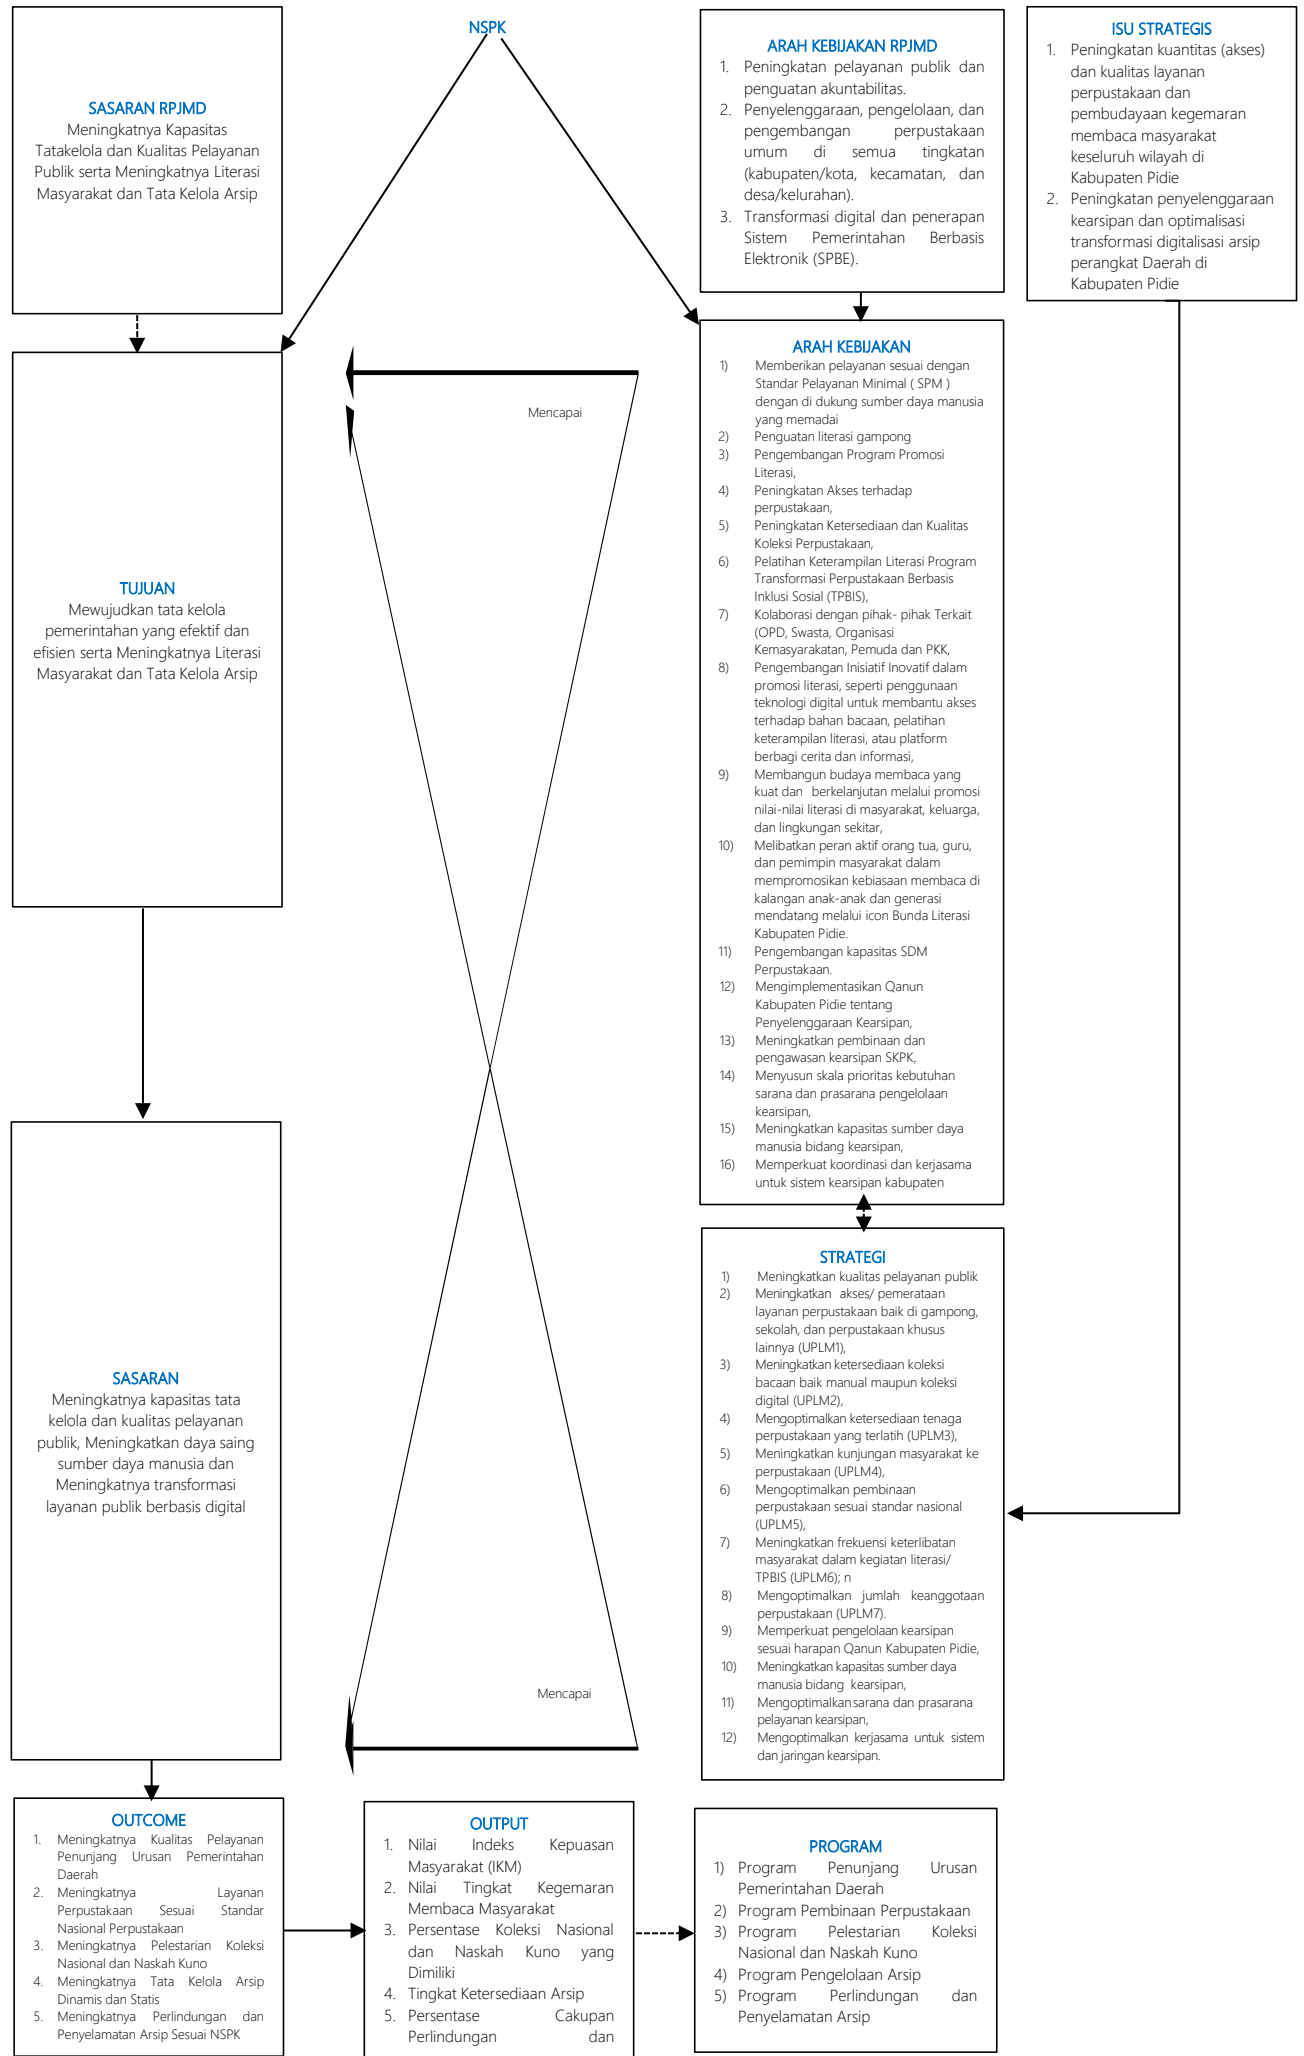 NSPK
SASARAN RPJMD
Meningkatnya Kapasitas
Tatakelola dan Kualitas Pelayanan
Publik serta Meningkatnya Literasi
Masyarakat dan Tata Kelola Arsip
ARAH KEBIJAKAN RPJMD
1. Peningkatan pelayanan publik dan
penguatan akuntabilitas.
2. Penyelenggaraan, pengelolaan, dan
pengembangan perpustakaan
umum di semua tingkatan
(kabupaten/kota, kecamatan, dan
desa/kelurahan).
3. Transformasi digital dan penerapan
Sistem Pemerintahan Berbasis
Elektronik (SPBE).
ISU STRATEGIS
1. Peningkatan kuantitas (akses)
dan kualitas layanan
perpustakaan dan
pembudayaan kegemaran
membaca masyarakat
keseluruh wilayah di
Kabupaten Pidie
2. Peningkatan penyelenggaraan
kearsipan dan optimalisasi
transformasi digitalisasi arsip
perangkat Daerah di
Kabupaten Pidie
TUJUAN
Mewujudkan tata kelola
pemerintahan yang efektif dan
efisien serta Meningkatnya Literasi
Masyarakat dan Tata Kelola Arsip
Mencapai
ARAH KEBIJAKAN
1) Memberikan pelayanan sesuai dengan
Standar Pelayanan Minimal ( SPM )
dengan di dukung sumber daya manusia
yang memadai
2) Penguatan literasi gampong
3) Pengembangan Program Promosi
Literasi,
4) Peningkatan Akses terhadap
perpustakaan,
5) Peningkatan Ketersediaan dan Kualitas
Koleksi Perpustakaan,
6) Pelatihan Keterampilan Literasi Program
Transformasi Perpustakaan Berbasis
Inklusi Sosial (TPBIS),
7) Kolaborasi dengan pihak- pihak Terkait
(OPD, Swasta, Organisasi
Kemasyarakatan, Pemuda dan PKK,
8) Pengembangan Inisiatif Inovatif dalam
promosi literasi, seperti penggunaan
teknologi digital untuk membantu akses
terhadap bahan bacaan, pelatihan
keterampilan literasi, atau platform
berbagi cerita dan informasi,
9) Membangun budaya membaca yang
kuat dan berkelanjutan melalui promosi
nilai-nilai literasi di masyarakat, keluarga,
dan lingkungan sekitar,
10) Melibatkan peran aktif orang tua, guru,
dan pemimpin masyarakat dalam
mempromosikan kebiasaan membaca di
kalangan anak-anak dan generasi
mendatang melalui icon Bunda Literasi
Kabupaten Pidie.
11) Pengembangan kapasitas SDM
Perpustakaan.
12) Mengimplementasikan Qanun
Kabupaten Pidie tentang
Penyelenggaraan Kearsipan,
13) Meningkatkan pembinaan dan
pengawasan kearsipan SKPK,
14) Menyusun skala prioritas kebutuhan
sarana dan prasarana pengelolaan
kearsipan,
15) Meningkatkan kapasitas sumber daya
manusia bidang kearsipan,
16) Memperkuat koordinasi dan kerjasama
untuk sistem kearsipan kabupaten
SASARAN
Meningkatnya kapasitas tata
kelola dan kualitas pelayanan
publik, Meningkatkan daya saing
sumber daya manusia dan
Meningkatnya transformasi
layanan publik berbasis digital
Mencapai
STRATEGI
1) Meningkatkan kualitas pelayanan publik
2) Meningkatkan akses/ pemerataan
layanan perpustakaan baik di gampong,
sekolah, dan perpustakaan khusus
lainnya (UPLM1),
3) Meningkatkan ketersediaan koleksi
bacaan baik manual maupun koleksi
digital (UPLM2),
4) Mengoptimalkan ketersediaan tenaga
perpustakaan yang terlatih (UPLM3),
5) Meningkatkan kunjungan masyarakat ke
perpustakaan (UPLM4),
6) Mengoptimalkan pembinaan
perpustakaan sesuai standar nasional
(UPLM5),
7) Meningkatkan frekuensi keterlibatan
masyarakat dalam kegiatan literasi/
TPBIS (UPLM6); n
8) Mengoptimalkan jumlah keanggotaan
perpustakaan (UPLM7).
9) Memperkuat pengelolaan kearsipan
sesuai harapan Qanun Kabupaten Pidie,
10) Meningkatkan kapasitas sumber daya
manusia bidang kearsipan,
11) Mengoptimalkan sarana dan prasarana
pelayanan kearsipan,
12) Mengoptimalkan kerjasama untuk sistem
dan jaringan kearsipan.
OUTCOME
1. Meningkatnya Kualitas Pelayanan
Penunjang Urusan Pemerintahan
Daerah
2. Meningkatnya Layanan
Perpustakaan Sesuai Standar
Nasional Perpustakaan
3. Meningkatnya Pelestarian Koleksi
Nasional dan Naskah Kuno
4. Meningkatnya Tata Kelola Arsip
Dinamis dan Statis
5. Meningkatnya Perlindungan dan
Penyelamatan Arsip Sesuai NSPK
OUTPUT
1. Nilai Indeks Kepuasan
Masyarakat (IKM)
2. Nilai Tingkat Kegemaran
Membaca Masyarakat
3. Persentase Koleksi Nasional
dan Naskah Kuno yang
Dimiliki
4. Tingkat Ketersediaan Arsip
5. Persentase Cakupan
Perlindungan dan
PROGRAM
1) Program Penunjang Urusan
Pemerintahan Daerah
2) Program Pembinaan Perpustakaan
3) Program Pelestarian Koleksi
Nasional dan Naskah Kuno
4) Program Pengelolaan Arsip
5) Program Perlindungan dan
Penyelamatan Arsip